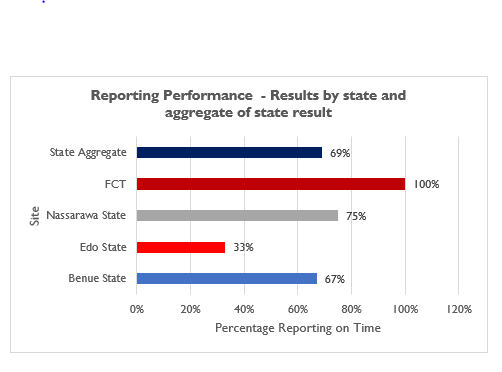 Reporting Performance - Results by state and
aggregate of state result
State Aggregate
69%
FCT
100%
Nassarawa State
75%
Edo State
33%
Benue State
67%
Site
0% 20% 40% 60% 80% 100% 120%
Percentage Reporting on Time